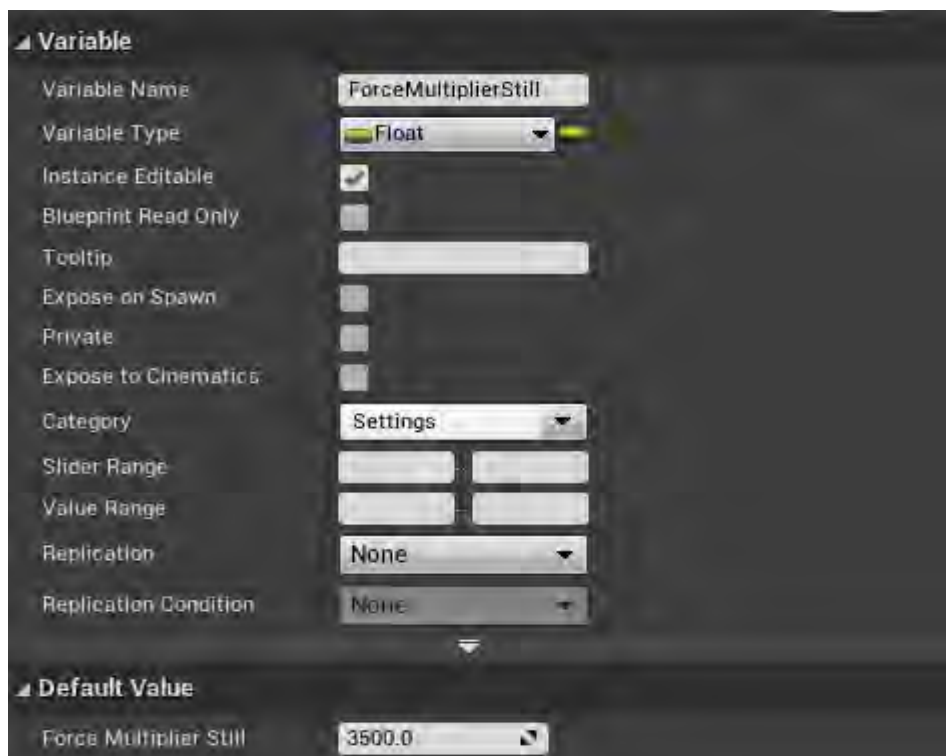 Variable
Variable Name ForceMultiplierStill
Variable Type Float
Instance Editable
Blueprint Read Only
Tooltip
Expose on Spawn
Private
Expose to Cinematics
Category Settings
Slider Range
Value Range
Replication None
Replication Condition None
Default Value
Force Multiplier Still 3500.0